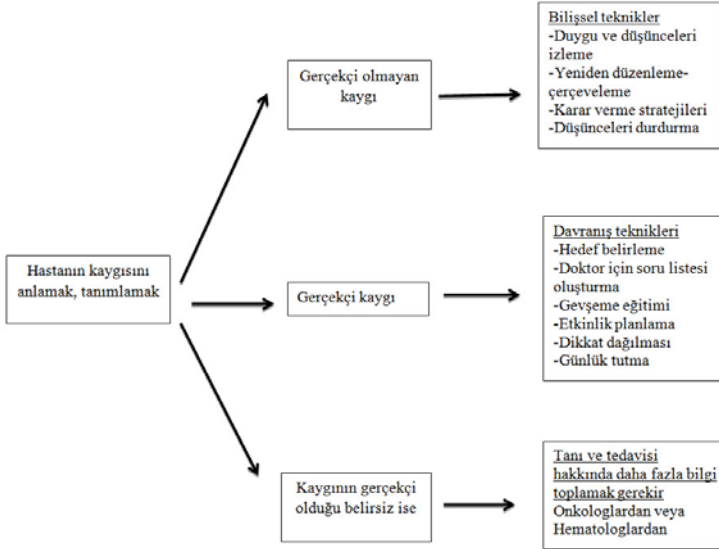 Hastanın kaygısını
anlamak, tanımlamak
Gerçekçi olmayan
kaygı
Bilişsel teknikler
-Duygu ve düşünceleri
izleme
-Yeniden düzenleme-
çerçeveleme
-Karar verme stratejileri
-Düşünceleri durdurma
Gerçekçi kaygı
Davranış teknikleri
-Hedef belirleme
-Doktor için soru listesi
oluşturma
-Gevşeme eğitimi
-Etkinlik planlama
-Dikkat dağılması
-Günlük tutma
Kaygının gerçekçi
olduğu belirsiz ise
Tanı ve tedavisi
hakkında daha fazla bilgi
toplamak gerekir
Onkologlardan veya
Hematologlardan